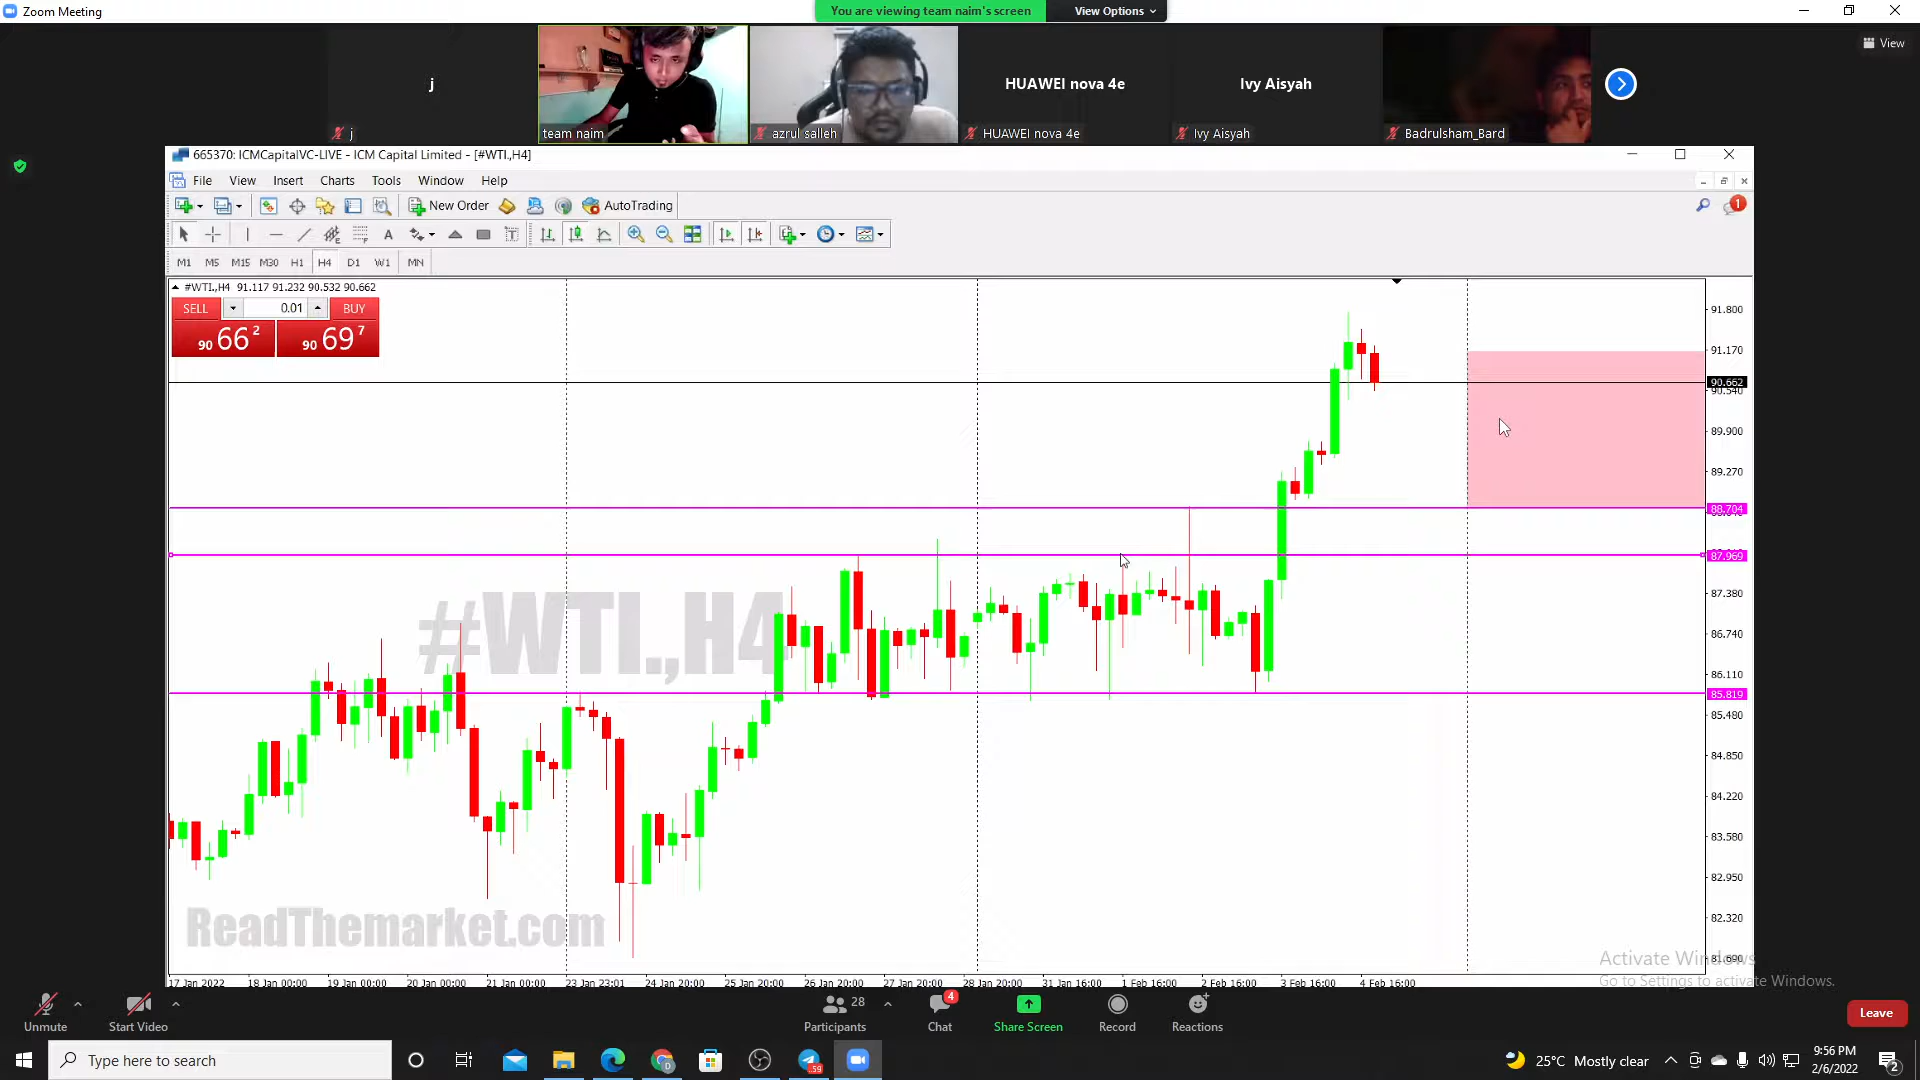 Zoom Meeting
You are viewing team naim's screen
View Options
View
j
HUAWEI nova 4e
Ivy Aisyah
j
team naim
azrul salleh
HUAWEI nova 4e
Ivy Aisyah
Badrulsham_Bard
665370: ICMCapitalVC-LIVE - ICM Capital Limited - [#WTI.,H4]
File View Insert Charts Tools Window Help
New Order AutoTrading
1
A T
M1 M5 M15 M30 H1 H4 D1 W1 MN
#WTI.,H4 91.117 91.232 90.532 90.662
SELL 0.01 BUY
90 66 2 90 69 7
91.800
91.170
90.662
90.540
89.900
89.270
88.704
87.969
87.380
86.740
86.110
85.819
85.480
84.850
84.220
83.580
82.950
82.320
81.690
#WTI.,H4
ReadThemarket.com
17 Jan 2022 18 Jan 00:00 19 Jan 00:00 20 Jan 00:00 21 Jan 00:00 23 Jan 23:01 24 Jan 20:00 25 Jan 20:00 26 Jan 20:00 27 Jan 20:00 28 Jan 20:00 31 Jan 16:00 1 Feb 16:00 2 Feb 16:00 3 Feb 16:00 4 Feb 16:00
Activate Windows
Go to Settings to activate Windows.
Unmute
Start Video
28
Participants
4
Chat
Share Screen
Record
Reactions
Leave
Type here to search
D
59
25°C Mostly clear
9:56 PM
2/6/2022
2